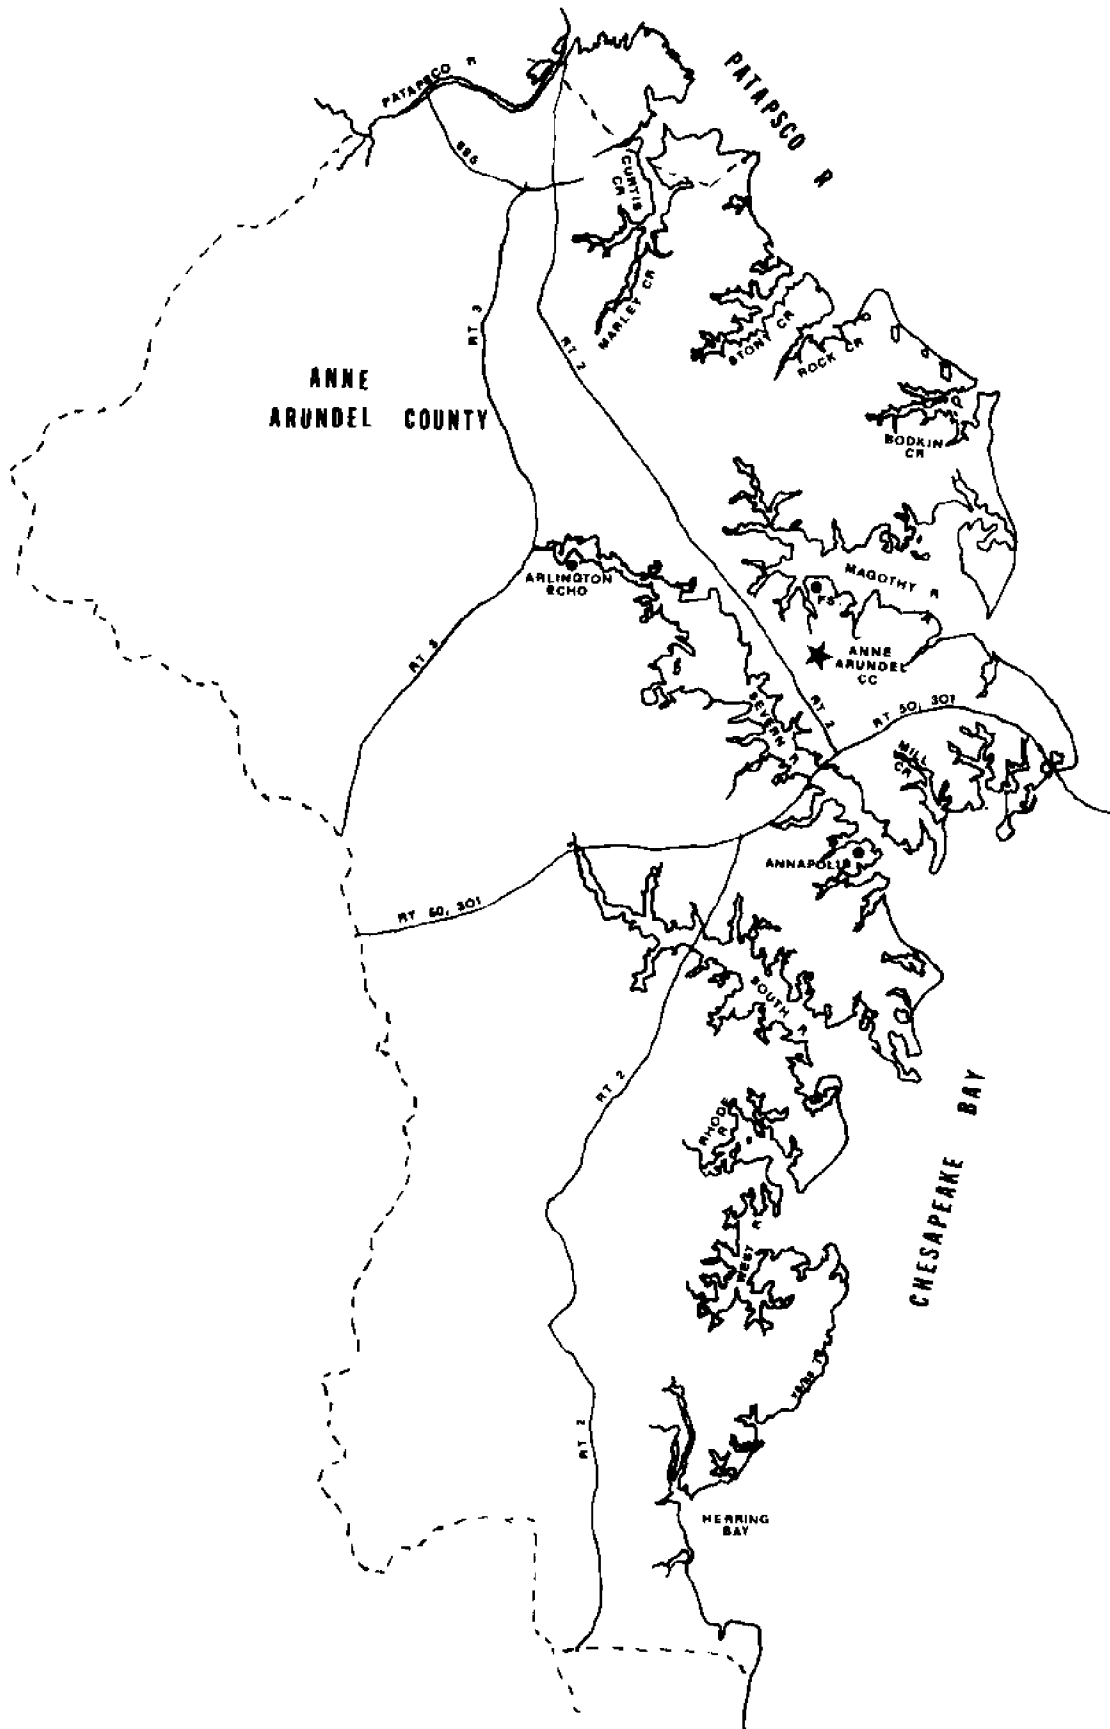 PATAPSCO R
PATAPSCO R
695
CURTIS
CR
MARLEY CR
RT 3
RT 2
STONY CR
ROCK CR
ANNE
ARUNDEL COUNTY
BODKIN
CR
ARLINGTON
ECHO
MAGOTHY R
FS
RT 3
ANNE
ARUNDEL
CC
SEVERN
RT 2
RT 50, 301
MILL
CR
ANNAPOLIS
RT 50, 301
SOUTH R
RT 2
CHESAPEAKE BAY
RHODE
R
WEST R
RT 2
HERRING
BAY